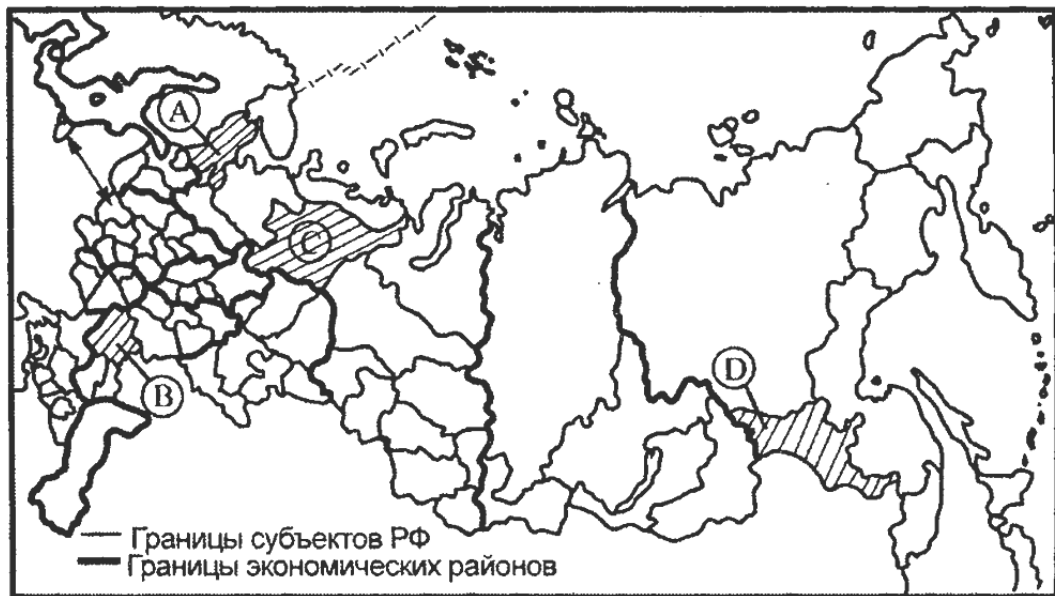 A
C
D
B
Границы субъектов РФ
Границы экономических районов